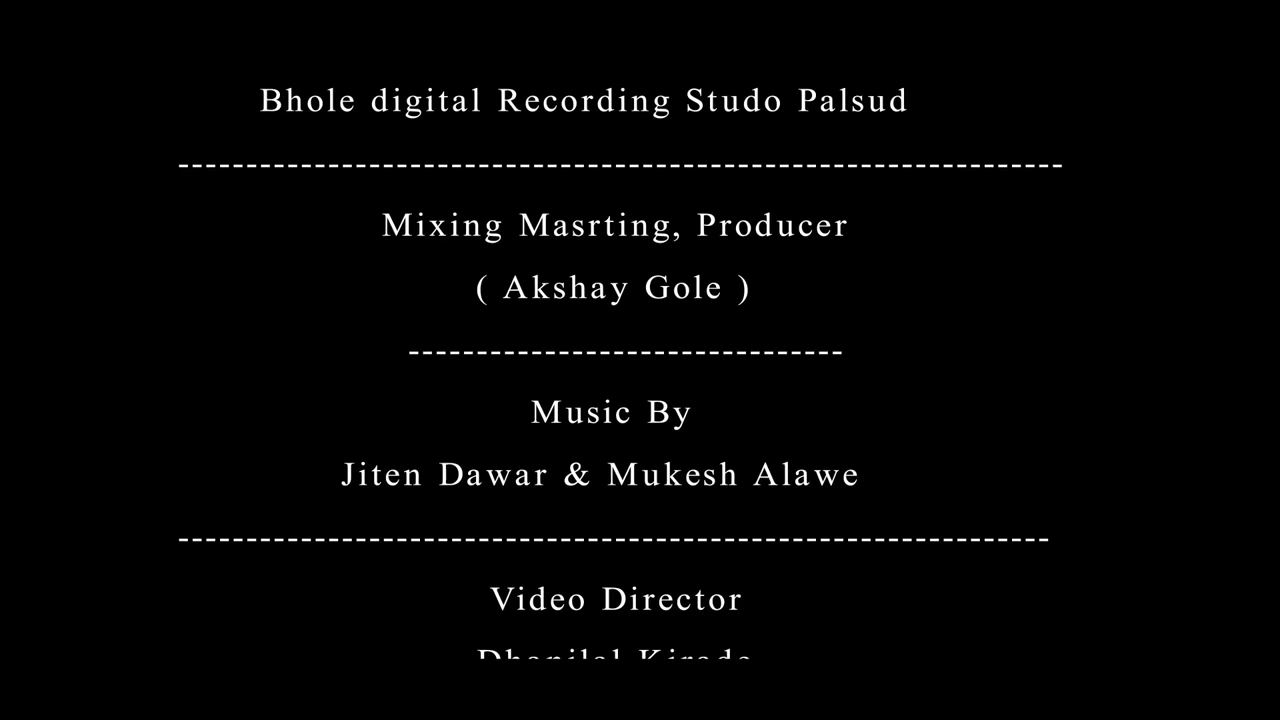 Bhole digital Recording Studo Palsud
-----------------------------------------------------------------
Mixing Masrting, Producer
( Akshay Gole )
--------------------------------
Music By
Jiten Dawar & Mukesh Alawe
----------------------------------------------------------------
Video Director